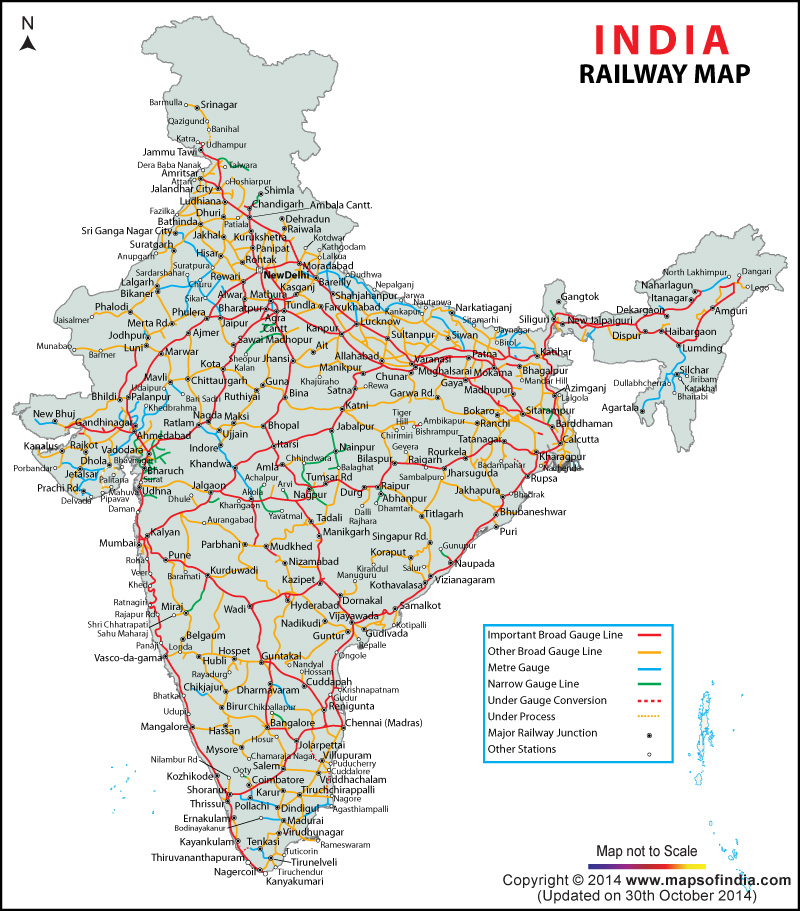 N
INDIA
RAILWAY MAP
Barmulla
Srinagar
Qazigund
Banihal
Katra
Udhampur
Jammu Tawi
Dera Baba Nanak
Talwara
Amritsar
Attari
Hoshiarpur
Jalandhar City
Shimla
Ludhiana
Chandigarh
Ambala Cantt.
Fazilka
Dhuri
Patiala
Dehradun
Bathinda
Raiwala
Sri Ganga Nagar City
Jakhal
Kurukshetra
Kotdwar
Suratgarh
Panipat
Kathgodam
Anupgarh
Hisar
Lalkua
Rohtak
Moradabad
Suratpura
Sardarshahar
New Delhi
Dudhwa
Rewari
Bareilly
Lalgarh
Churu
Kasganj
Nepalganj
Bikaner
Sikar
Alwar
Mathura
Shahjahanpur
Jarwa
Nautanwa
Phalodi
Bharatpur
Tundla
Farukhabad
Kankapur
Narkatiaganj
Jaisalmer
Phulera
Agra
Cantt
Lucknow
Sitamarhi
Merta Rd
Jaipur
Kanpur
Jaynagar
Jodhpur
Ajmer
Sawai Madhopur
Sultanpur
Siwan
Birol
Munabao
Luni
Ait
Barmer
Marwar
Sheopur
Jhansi
Allahabad
Varanasi
Patna
Katihar
Kota
Kalan
Manikpur
Mughalsarai
Mokama
Bhagalpur
Mavli
Chittaurgarh
Guna
Khajuraho
Chunar
Gaya
Mandar Hill
Udaipur
Satna
Rewa
Madhupur
Azimganj
Bhildi
Palanpur
Bari Sadri
Ruthiyai
Bina
Garwa Rd.
Lalgola
Khedbrahma
Katni
Bokaro
Sitarampur
New Bhuj
Ratlam
Nagda
Maksi
Tiger
Hill
Ambikapur
Ranchi
Gandhinagar
Bhopal
Jabalpur
Bishrampur
Barddhaman
Ahmedabad
Ujjain
Chirimiri
Tatanagar
Calcutta
Kanalus
Rajkot
Vadodara
Indore
Itarsi
Nainpur
Gevera
Rourkela
Kharagpur
Dhola
Bhavnagar
Chhindwara
Bilaspur
Raigarh
Badampahar
Porbandar
Jetalsar
Bharuch
Khandwa
Amla
Balaghat
Jharsuguda
Palitana
Surat
Achalpur
Tumsar Rd
Sambalpur
Rupsa
Prachi Rd
Mahuva
Udhna
Jalgaon
Arvi
Durg
Raipur
Jakhapura
Bhadrak
Pipavav
Akola
Nagpur
Abhanpur
Delvada
Daman
Dhule
Khamgaon
Dalli
Rajhara
Dhamtari
Yavatmal
Titlagarh
Bhubaneshwar
Aurangabad
Tadali
Puri
Kalyan
Manikgarh
Singapur Rd.
Mumbai
Parbhani
Mudkhed
Gunupur
Pune
Koraput
Naupada
Roha
Nizamabad
Kirandul
Salur
Veer
Baramati
Kurduwadi
Manuguru
Khed
Kazipet
Kothavalasa
Vizianagaram
Ratnagiri
Hyderabad
Dornakal
Samalkot
Rajapur Rd
Miraj
Wadi
Shri Chhatrapati
Sahu Maharaj
Nadikudi
Vijayawada
Kotipalli
Belgaum
Guntur
Gudivada
Panaji
Londa
Repalle
Vasco-da-gama
Hospet
Guntakal
Ongole
Hubli
Nandyal
Rayadurg
Hossam
Chikjajur
Cuddapah
Krishnapatnam
Bhatkal
Dharmavaram
Gudur
Birur
Chikballapur
Renigunta
Udupi
Mangalore
Hassan
Bangalore
Chennai (Madras)
Hosur
Jolarpettai
Mysore
Chamaraja Nagar
Villupuram
Nilambur Rd
Salem
Puducherry
Cuddalore
Kozhikode
Ooty
Coimbatore
Vriddhachalam
Shoranur
Karur
Tiruchchirappalli
Thrissur
Pollachi
Nagore
Dindigul
Agasthiampalli
Ernakulam
Madurai
Bodinayakanur
Kayankulam
Virudhunagar
Tenkasi
Rameswaram
Thiruvananthapuram
Tuticorin
Tirunelveli
Nagercoil
Tiruchendur
Kanyakumari
Gangtok
Siliguri
New Jalpaiguri
North Lakhimpur
Dangari
Naharlagun
Lego
Itanagar
Dekargaon
Amguri
Dispur
Haibargaon
Lumding
Silchar
Dullabhcherra
Jiribam
Katakhal
Bhairabi
Agartala
Important Broad Gauge Line
Other Broad Gauge Line
Metre Gauge
Narrow Gauge Line
Under Gauge Conversion
Under Process
Major Railway Junction
Other Stations
Map not to Scale
Copyright © 2014 www.mapsofindia.com
(Updated on 30th October 2014)